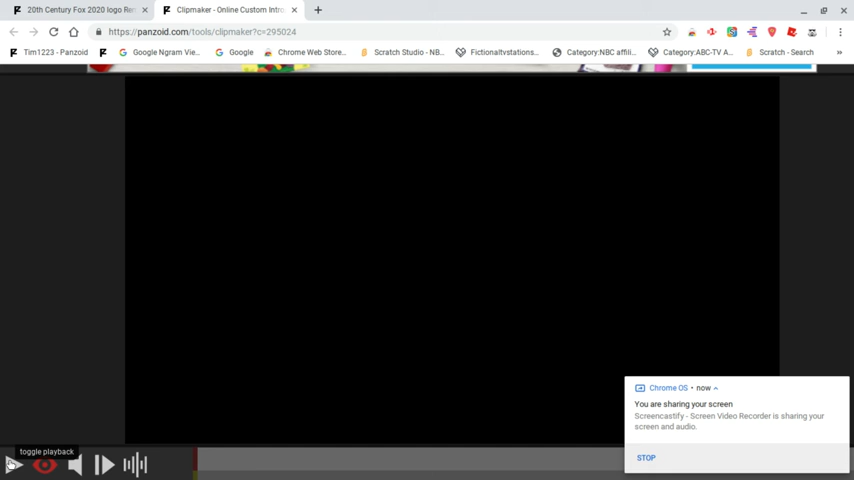 20th Century Fox 2020 logo Rem
Clipmaker - Online Custom Intro
https://panzoid.com/tools/clipmaker?c=295024
Tim1223 - Panzoid
Google Ngram Vie...
Google
Chrome Web Store...
Scratch Studio - NB...
Fictionaltvstations...
Category:NBC affili...
Category:ABC-TV A...
Scratch - Search
»
Chrome OS • now
You are sharing your screen
Screencastify - Screen Video Recorder is sharing your
screen and audio.
STOP
toggle playback